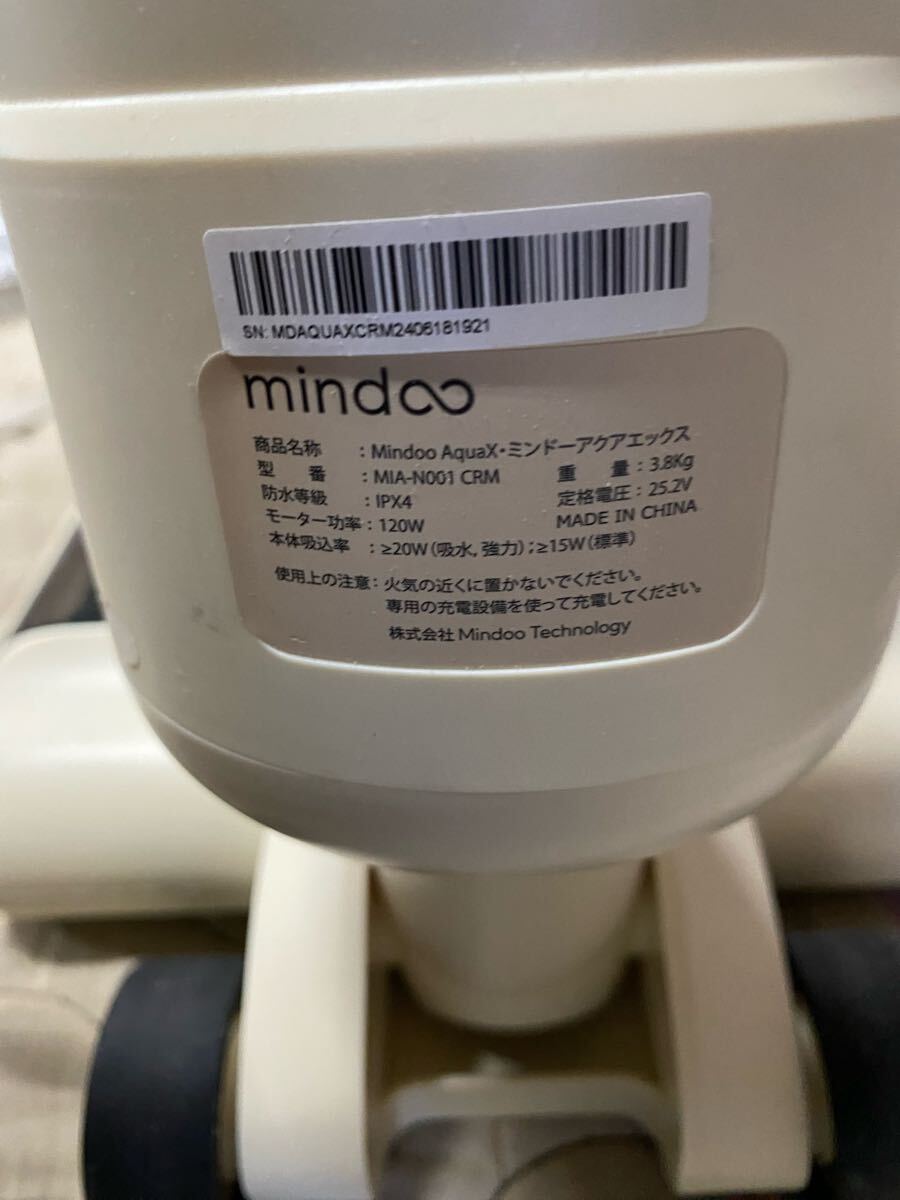 SN: MDAQUAXCRM2406181921
mindoo
商品名称 : Mindoo AquaX・ミンドーアクアエックス
型 番 : MIA-N001 CRM 重 量 : 3.8Kg
防水等級 : IPX4 定格電圧 : 25.2V
モーター功率 : 120W MADE IN CHINA
本体吸込率 : ≥20W(吸水, 強力) ; ≥15W(標準)
使用上の注意 : 火気の近くに置かないでください。
専用の充電設備を使って充電してください。
株式会社 Mindoo Technology